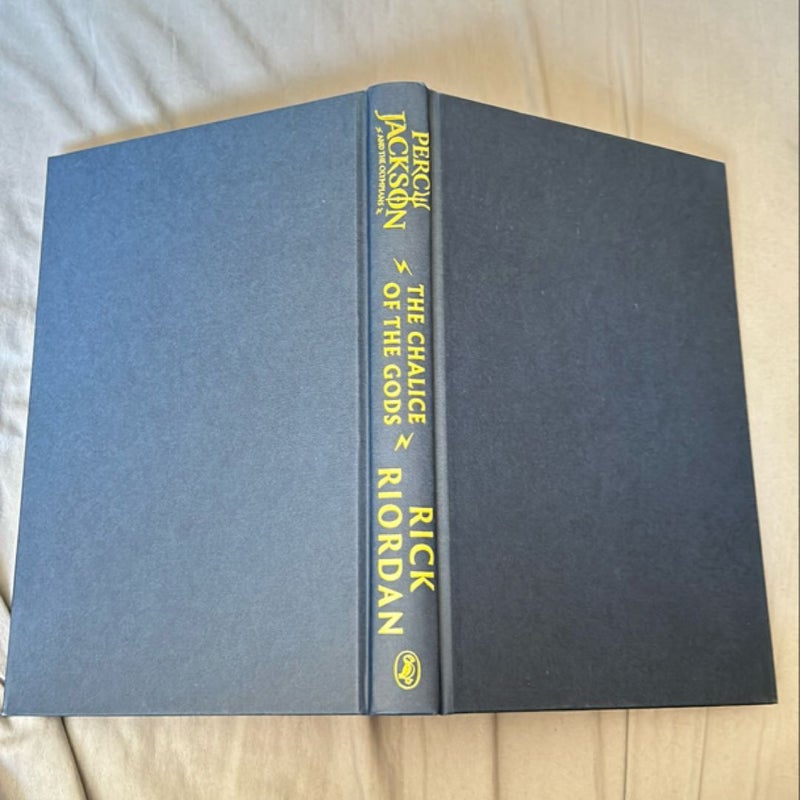 PERCY
JACKSON
AND THE OLYMPIANS
THE CHALICE
OF THE GODS
RICK
RIORDAN